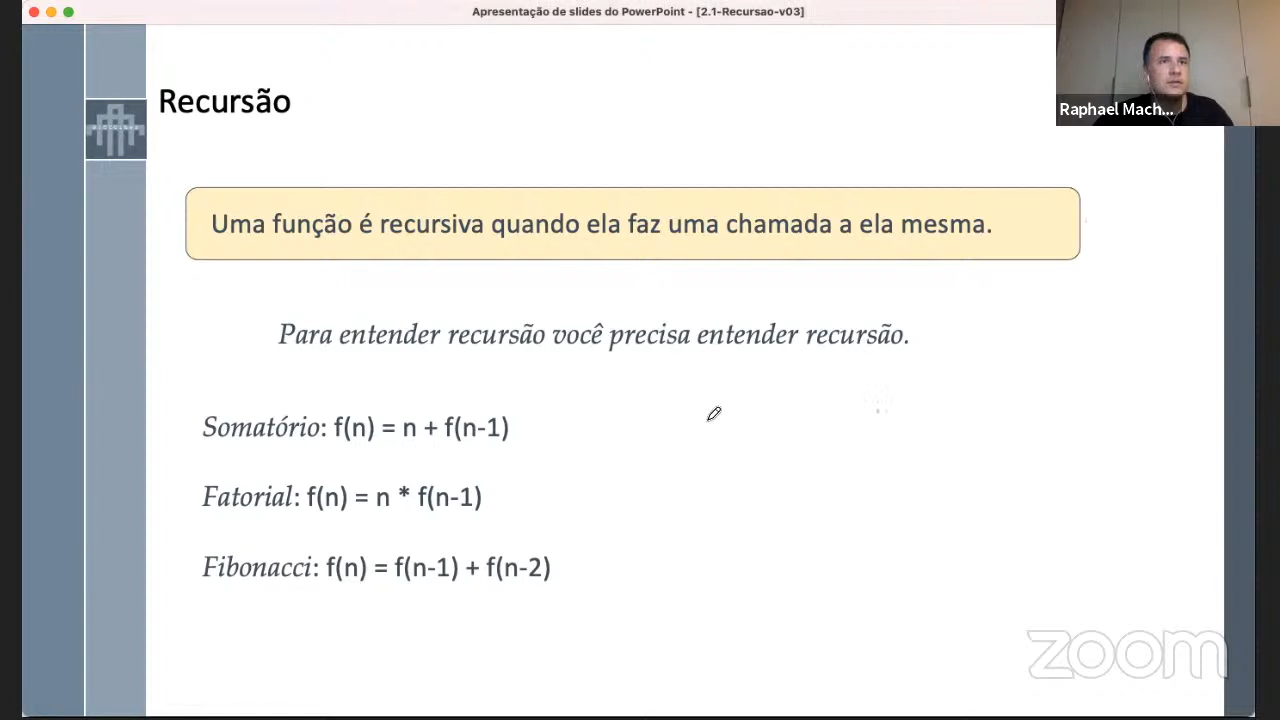 Apresentação de slides do PowerPoint - [2.1-Recursao-v03]
Recursão
Raphael Mach...
Uma função é recursiva quando ela faz uma chamada a ela mesma.
Para entender recursão você precisa entender recursão.
Somatório: f(n) = n + f(n-1)
Fatorial: f(n) = n * f(n-1)
Fibonacci: f(n) = f(n-1) + f(n-2)
zoom